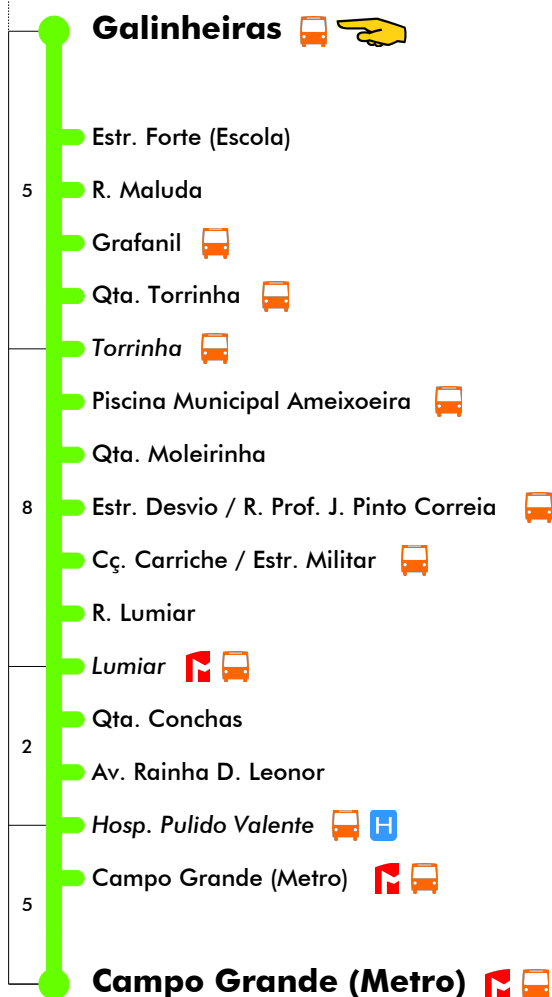 Galinheiras
Estr. Forte (Escola)
5
R. Maluda
Grafanil
Qta. Torrinha
Torrinha
Piscina Municipal Ameixoeira
Qta. Moleirinha
8
Estr. Desvio / R. Prof. J. Pinto Correia
Cç. Carriche / Estr. Militar
R. Lumiar
Lumiar
Qta. Conchas
2
Av. Rainha D. Leonor
Hosp. Pulido Valente H
Campo Grande (Metro)
5
Campo Grande (Metro)